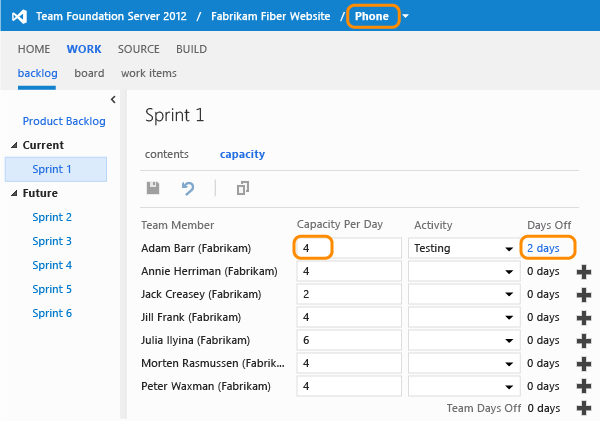 Team Foundation Server 2012 / Fabrikam Fiber Website / Phone
HOME WORK SOURCE BUILD
backlog board work items
Product Backlog
Current
Sprint 1
Future
Sprint 2
Sprint 3
Sprint 4
Sprint 5
Sprint 6
Sprint 1
contents capacity
Team Member Capacity Per Day Activity Days Off
Adam Barr (Fabrikam) 4 Testing 2 days
Annie Herriman (Fabrikam) 4 0 days
Jack Creasey (Fabrikam) 2 0 days
Jill Frank (Fabrikam) 4 0 days
Julia Ilyina (Fabrikam) 6 0 days
Morten Rasmussen (Fabrik... 4 0 days
Peter Waxman (Fabrikam) 4 0 days
Team Days Off 0 days